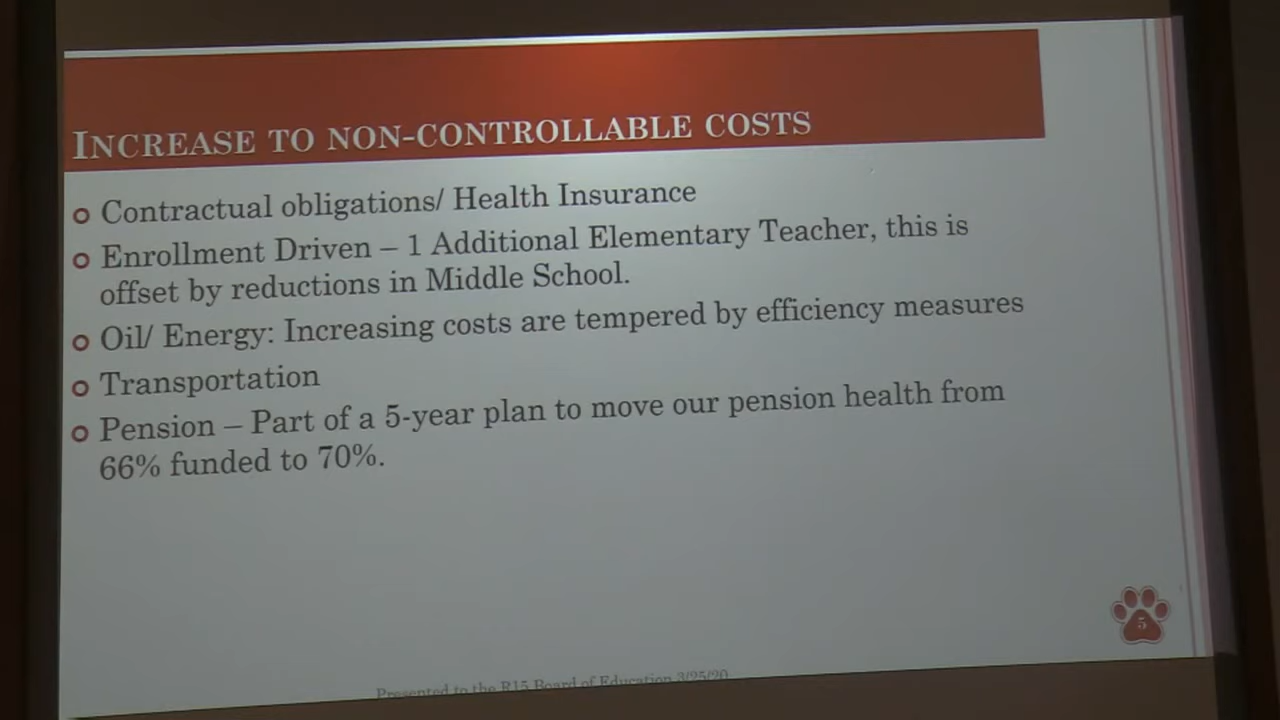 INCREASE TO NON-CONTROLLABLE COSTS
Contractual obligations/ Health Insurance
Enrollment Driven – 1 Additional Elementary Teacher, this is
offset by reductions in Middle School.
Oil/ Energy: Increasing costs are tempered by efficiency measures
Transportation
Pension – Part of a 5-year plan to move our pension health from
66% funded to 70%.
5
Presented to the R15 Board of Education 3/25/20